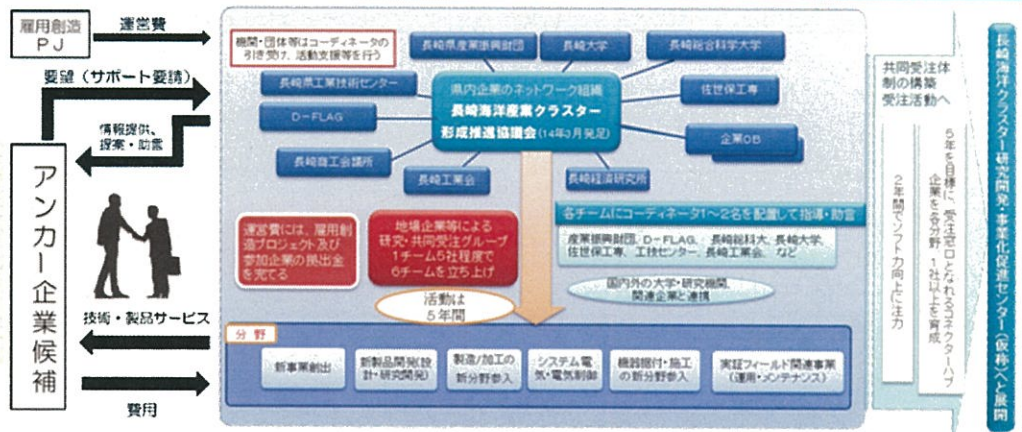 雇用創造
PJ
運営費
要望（サポート要請）
情報提供、
提案・助言
アンカー企業候補
技術・製品サービス
費用
機関・団体等はコーディネータの
引き受け、活動支援等を行う
長崎県産業振興財団
長崎大学
長崎総合科学大学
長崎県工業技術センター
佐世保工専
D-FLAG
企業OB
長崎商工会議所
長崎工業会
長崎経済研究所
県内企業のネットワーク組織
長崎海洋産業クラスター
形成推進協議会（14年3月発足）
運営費には、雇用創
造プロジェクト及び
参加企業の拠出金
を充てる
地場企業等による
研究・共同受注グループ
1チーム5社程度で
6チームを立ち上げ
活動は
5年間
各チームにコーディネータ1～2名を配置して指導・助言
産業振興財団、D-FLAG、長崎総科大、長崎大学、
佐世保工専、工技センター、長崎工業会、など
国内外の大学・研究機関、
関連企業と連携
分野
新事業創出
新製品開発(設
計・研究開発)
製造/加工の
新分野参入
システム電
気・電気制御
機器据付・施工
の新分野参入
実証フィールド関連事業
（運用・メンテナンス）
共同受注体
制の構築
受注活動へ
5年を目標に、受注窓口となれるコネクターハブ
企業を各分野、1社以上を育成
2年間でソフト力向上に注力
長崎海洋クラスター研究開発・事業化促進センター（仮称）へと展開